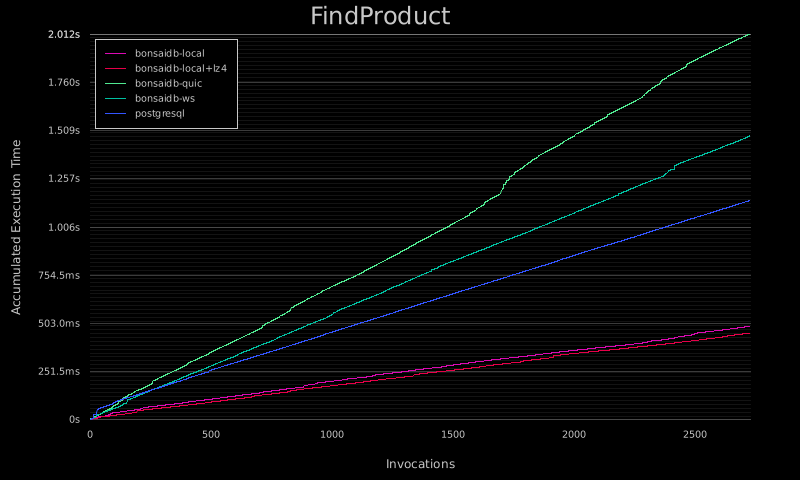 FindProduct
2.012s
1.760s
1.509s
1.257s
1.006s
754.5ms
503.0ms
251.5ms
0s
bonsaidb-local
bonsaidb-local+lz4
bonsaidb-quic
bonsaidb-ws
postgresql
Accumulated Execution Time
0 500 1000 1500 2000 2500
Invocations